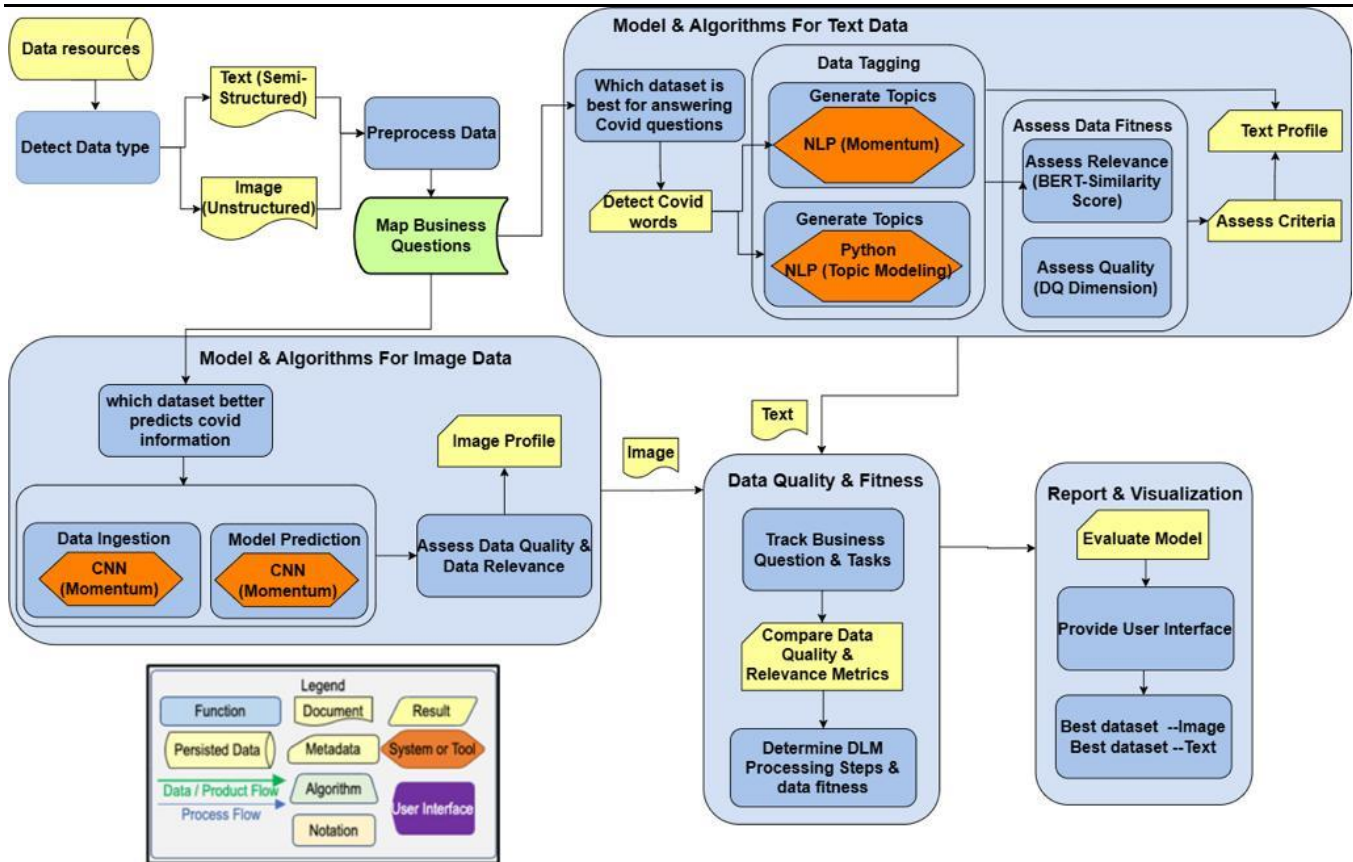 Data resources
Detect Data type
Text (Semi-
Structured)
Image
(Unstructured)
Preprocess Data
Map Business
Questions
Model & Algorithms For Text Data
Which dataset is
best for answering
Covid questions
Detect Covid
words
Data Tagging
Generate Topics
NLP (Momentum)
Generate Topics
Python
NLP (Topic Modeling)
Assess Data Fitness
Assess Relevance
(BERT-Similarity
Score)
Assess Quality
(DQ Dimension)
Text Profile
Assess Criteria
Model & Algorithms For Image Data
which dataset better
predicts covid
information
Data Ingestion
CNN
(Momentum)
Model Prediction
CNN
(Momentum)
Image Profile
Assess Data Quality &
Data Relevance
Image
Text
Data Quality & Fitness
Track Business
Question & Tasks
Compare Data
Quality &
Relevance Metrics
Determine DLM
Processing Steps &
data fitness
Report & Visualization
Evaluate Model
Provide User Interface
Best dataset --Image
Best dataset --Text
Legend
Function
Document
Result
Persisted Data
Metadata
System or Tool
Data / Product Flow
Algorithm
Process Flow
User Interface
Notation